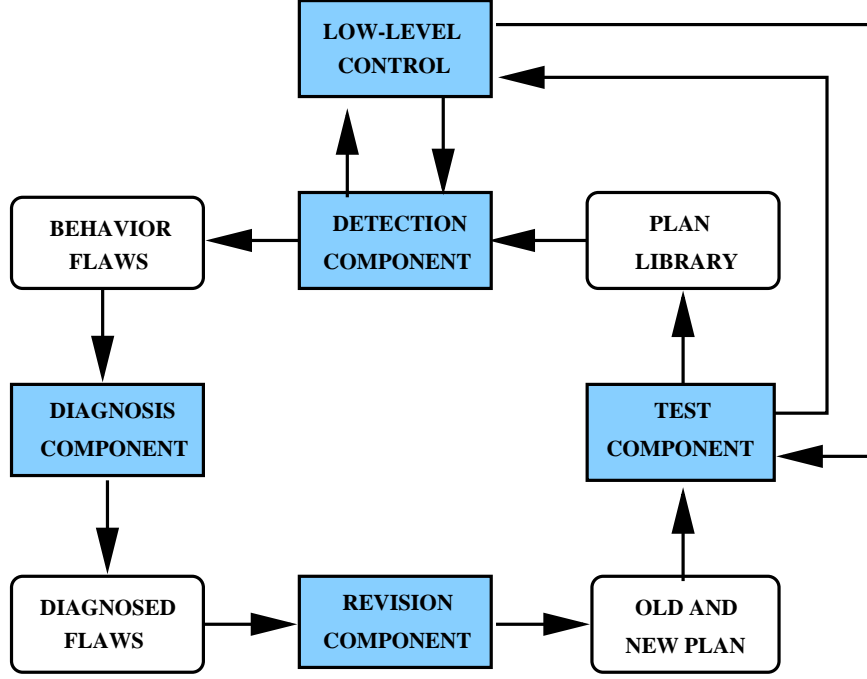 LOW-LEVEL
CONTROL
BEHAVIOR
FLAWS
DETECTION
COMPONENT
PLAN
LIBRARY
DIAGNOSIS
COMPONENT
TEST
COMPONENT
DIAGNOSED
FLAWS
REVISION
COMPONENT
OLD AND
NEW PLAN